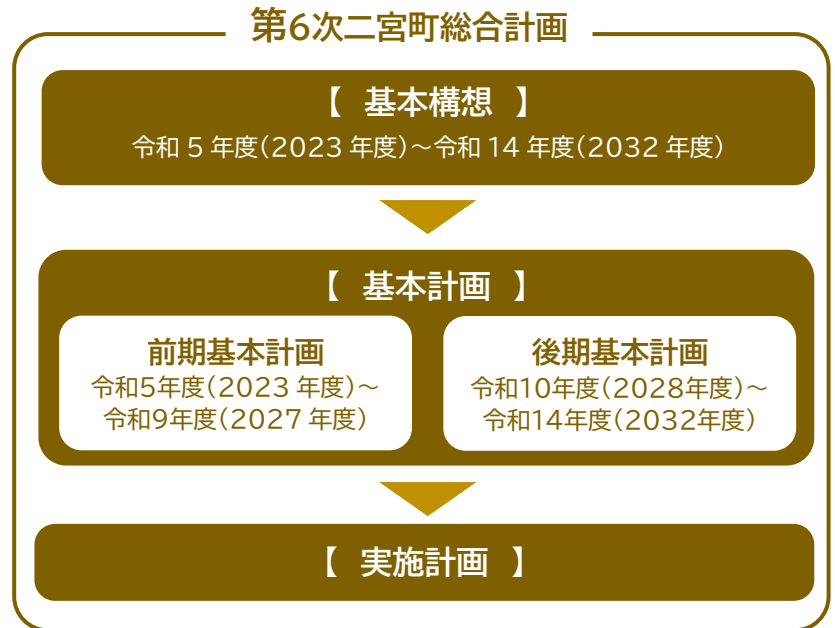 第6次二宮町総合計画
【 基本構想 】
令和 5 年度(2023 年度)～令和 14 年度(2032 年度)
【 基本計画 】
前期基本計画
令和5年度(2023 年度)～
令和9年度(2027 年度)
後期基本計画
令和10年度(2028年度)～
令和14年度(2032年度)
【 実施計画 】